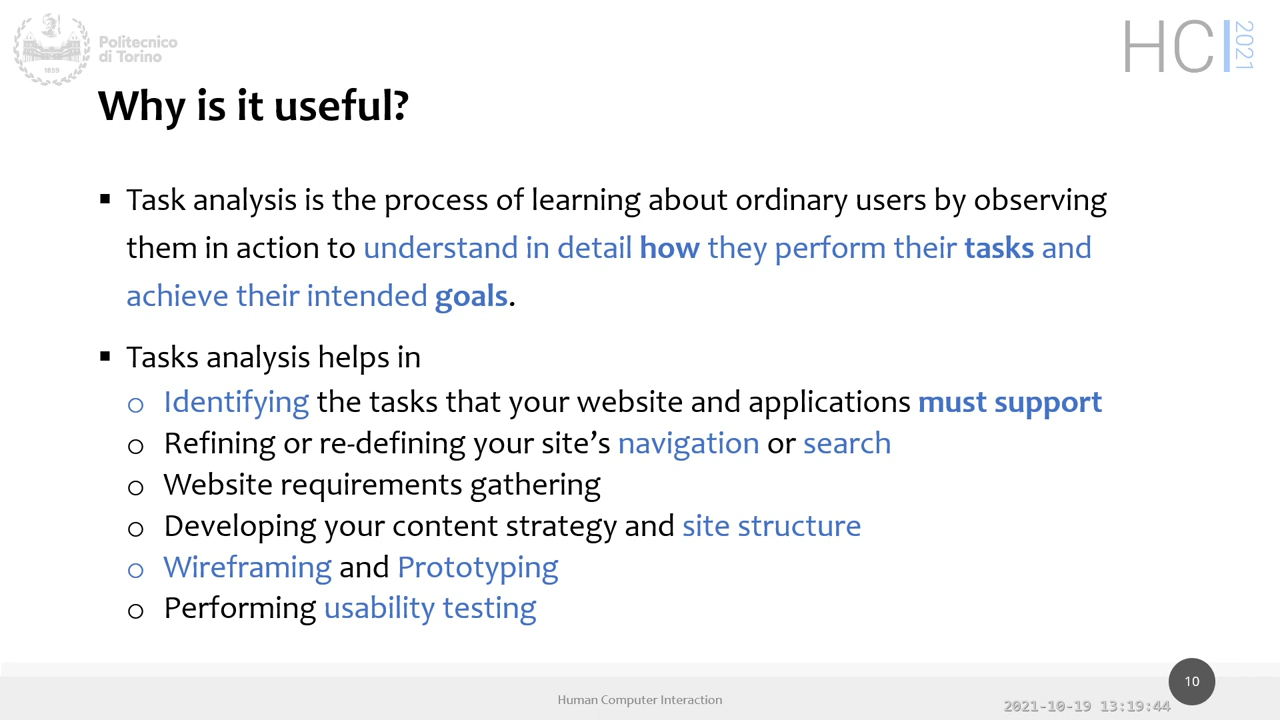 Politecnico
di Torino
1859
HCI 2021
Why is it useful?
▪ Task analysis is the process of learning about ordinary users by observing
them in action to understand in detail how they perform their tasks and
achieve their intended goals.
▪ Tasks analysis helps in
o Identifying the tasks that your website and applications must support
o Refining or re-defining your site’s navigation or search
o Website requirements gathering
o Developing your content strategy and site structure
o Wireframing and Prototyping
o Performing usability testing
Human Computer Interaction
10
2021-10-19 13:19:44